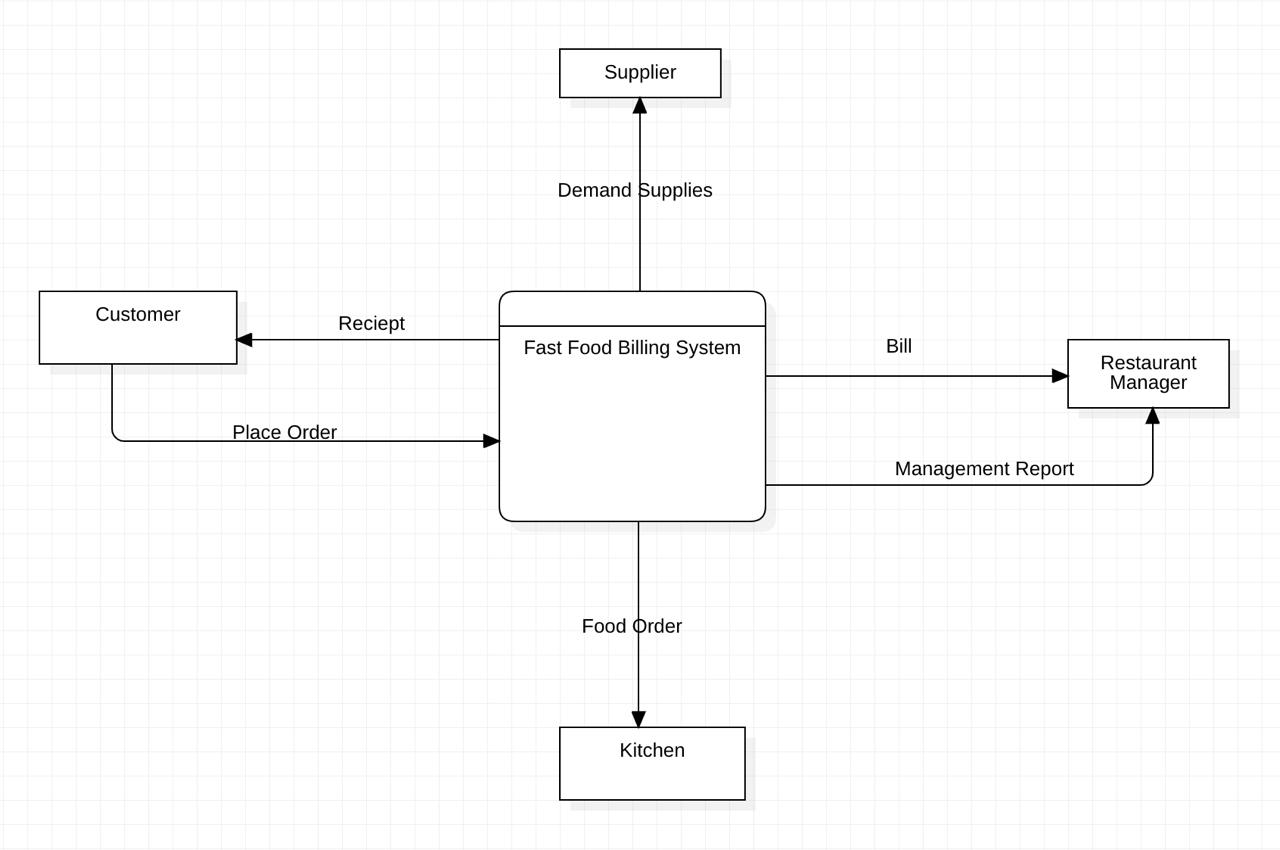 Supplier
Demand Supplies
Customer
Reciept
Fast Food Billing System
Bill
Restaurant
Manager
Place Order
Management Report
Food Order
Kitchen